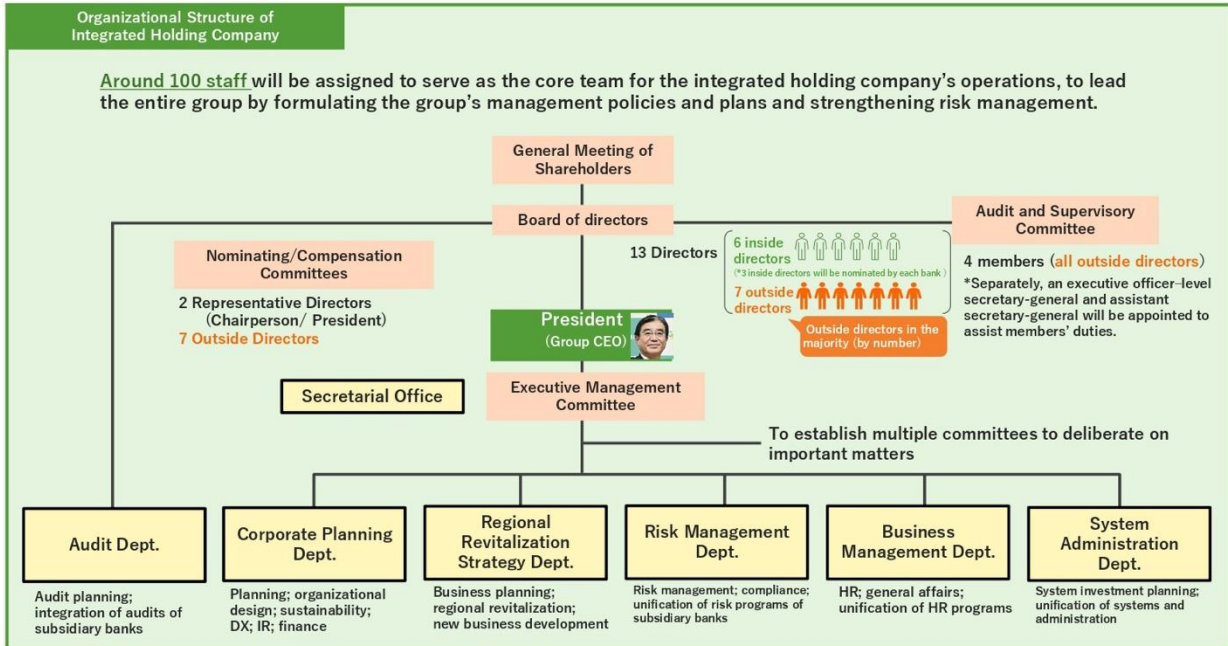 Organizational Structure of
Integrated Holding Company
Around 100 staff will be assigned to serve as the core team for the integrated holding company's operations, to lead
the entire group by formulating the group's management policies and plans and strengthening risk management.
General Meeting of
Shareholders
Board of directors
Nominating/Compensation
Committees
2 Representative Directors
(Chairperson/ President)
7 Outside Directors
13 Directors
6 inside
directors
(*3 inside directors will be nominated by each bank)
7 outside
directors
Outside directors in the
majority (by number)
Audit and Supervisory
Committee
4 members (all outside directors)
*Separately, an executive officer–level
secretary-general and assistant
secretary-general will be appointed to
assist members' duties.
President
(Group CEO)
Secretarial Office
Executive Management
Committee
To establish multiple committees to deliberate on
important matters
Audit Dept.
Audit planning;
integration of audits of
subsidiary banks
Corporate Planning
Dept.
Planning; organizational
design; sustainability;
DX; IR; finance
Regional
Revitalization
Strategy Dept.
Business planning;
regional revitalization;
new business development
Risk Management
Dept.
Risk management; compliance;
unification of risk programs of
subsidiary banks
Business
Management Dept.
HR; general affairs;
unification of HR programs
System
Administration
Dept.
System investment planning;
unification of systems and
administration